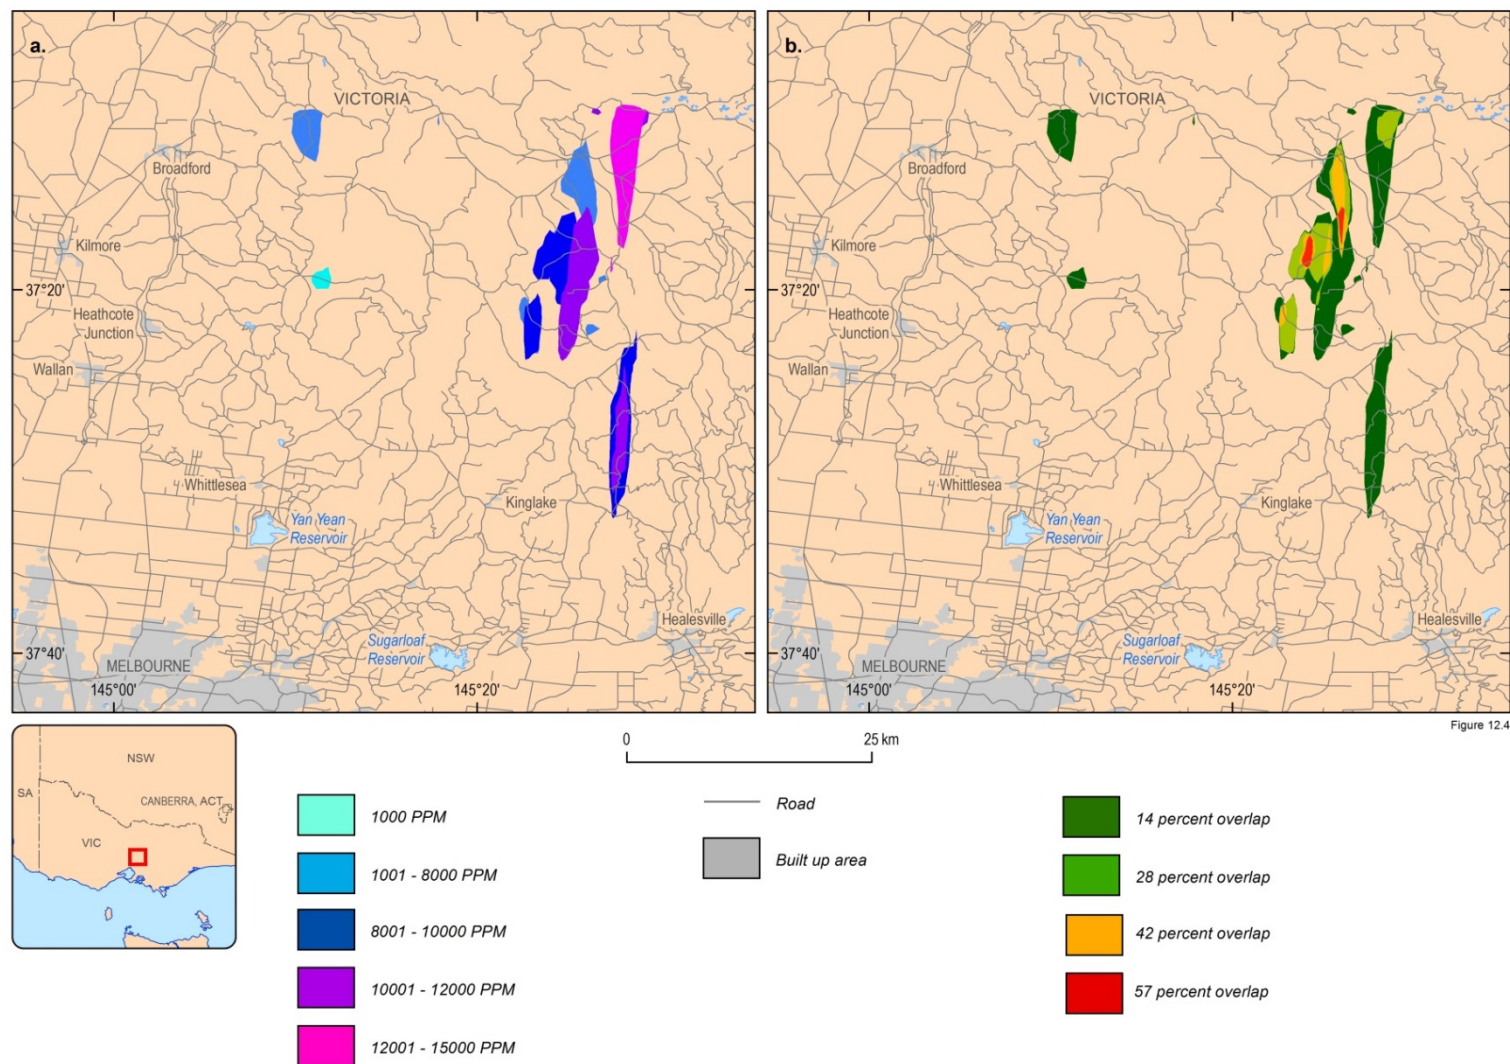 a.
VICTORIA
Broadford
Kilmore
37°20'
Heathcote
Junction
Wallan
Whittlesea
Kinglake
Yan Yean
Reservoir
Healesville
Sugarloaf
Reservoir
37°40'
MELBOURNE
145°00'
145°20'
b.
VICTORIA
Broadford
Kilmore
37°20'
Heathcote
Junction
Wallan
Whittlesea
Kinglake
Yan Yean
Reservoir
Healesville
Sugarloaf
Reservoir
37°40'
MELBOURNE
145°00'
145°20'
Figure 12.4
0 25 km
NSW
SA
CANBERRA, ACT
VIC
1000 PPM
1001 - 8000 PPM
8001 - 10000 PPM
10001 - 12000 PPM
12001 - 15000 PPM
Road
Built up area
14 percent overlap
28 percent overlap
42 percent overlap
57 percent overlap